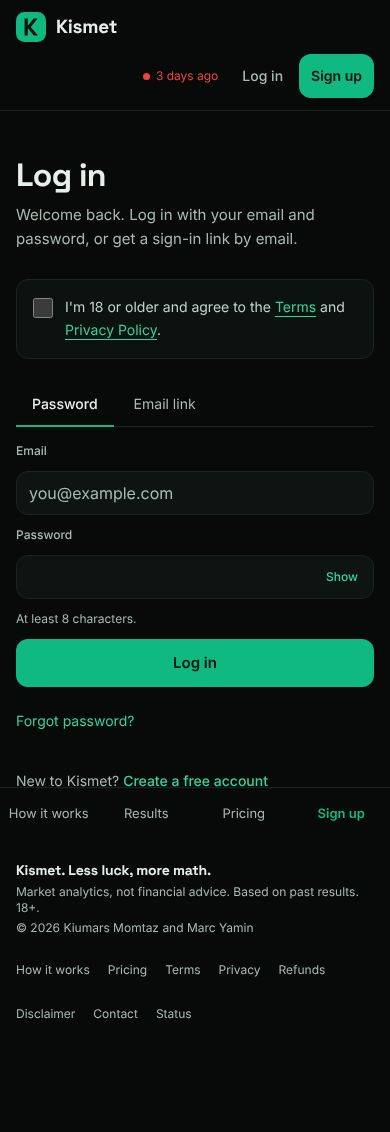 K Kismet
3 days ago Log in Sign up
Log in
Welcome back. Log in with your email and
password, or get a sign-in link by email.
I'm 18 or older and agree to the Terms and
Privacy Policy.
Password Email link
Email
you@example.com
Password
Show
At least 8 characters.
Log in
Forgot password?
New to Kismet? Create a free account
How it works Results Pricing Sign up
Kismet. Less luck, more math.
Market analytics, not financial advice. Based on past results.
18+.
© 2026 Kiumars Momtaz and Marc Yamin
How it works Pricing Terms Privacy Refunds
Disclaimer Contact Status